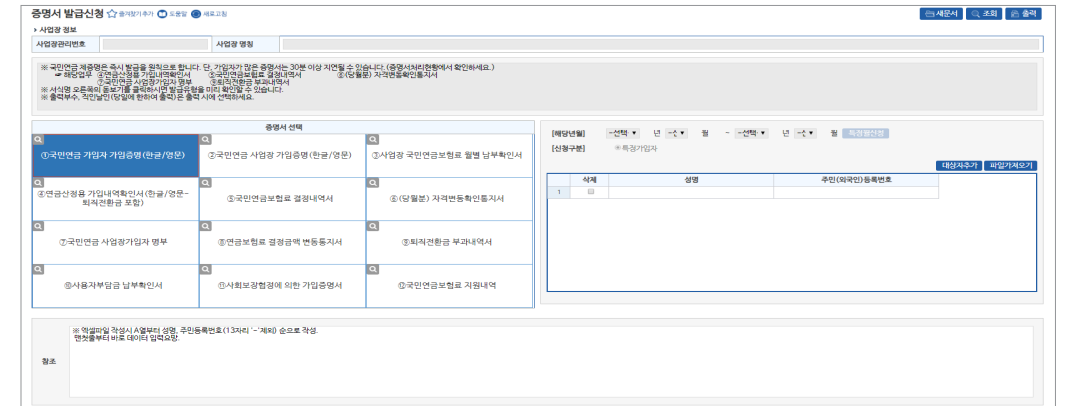 증명서 발급신청 즐겨찾기추가 도움말 새로고침 새문서 조회 출력
사업장 정보
사업장관리번호 사업장 명칭
※ 국민연금 제증명은 즉시 발급을 원칙으로 합니다. 단, 가입자가 많은 증명서는 30분 이상 지연될 수 있습니다. (증명서처리현황에서 확인하세요.)
☞ 해당업무 ④연금산정용 가입내역확인서 ⑤국민연금보험료 결정내역서 ⑥(당월분) 자격변동확인통지서
⑦국민연금 사업장가입자 명부 ⑨퇴직전환금 부과내역서
※ 서식명 오른쪽의 돋보기를 클릭하시면 발급유형을 미리 확인할 수 있습니다.
※ 출력부수, 직인날인(당일에 한하여 출력)은 출력 시에 선택하세요.
증명서 선택
①국민연금 가입자 가입증명(한글/영문)
②국민연금 사업장 가입증명(한글/영문)
③사업장 국민연금보험료 월별 납부확인서
④연금산정용 가입내역확인서(한글/영문-
퇴직전환금 포함)
⑤국민연금보험료 결정내역서
⑥(당월분) 자격변동확인통지서
⑦국민연금 사업장가입자 명부
⑧연금보험료 결정금액 변동통지서
⑨퇴직전환금 부과내역서
⑩사용자부담금 납부확인서
⑪사회보장협정에 의한 가입증명서
⑫국민연금보험료 지원내역
[해당년월] -선택- 년 -선 월 ~ -선택- 년 -선 월 특정월신청
[신청구분] 특정가입자
대상자추가 파일가져오기
삭제 성명 주민(외국인)등록번호
1
참조
※ 엑셀파일 작성시 A열부터 성명, 주민등록번호(13자리 '-'제외) 순으로 작성.
맨첫줄부터 바로 데이터 입력요망.